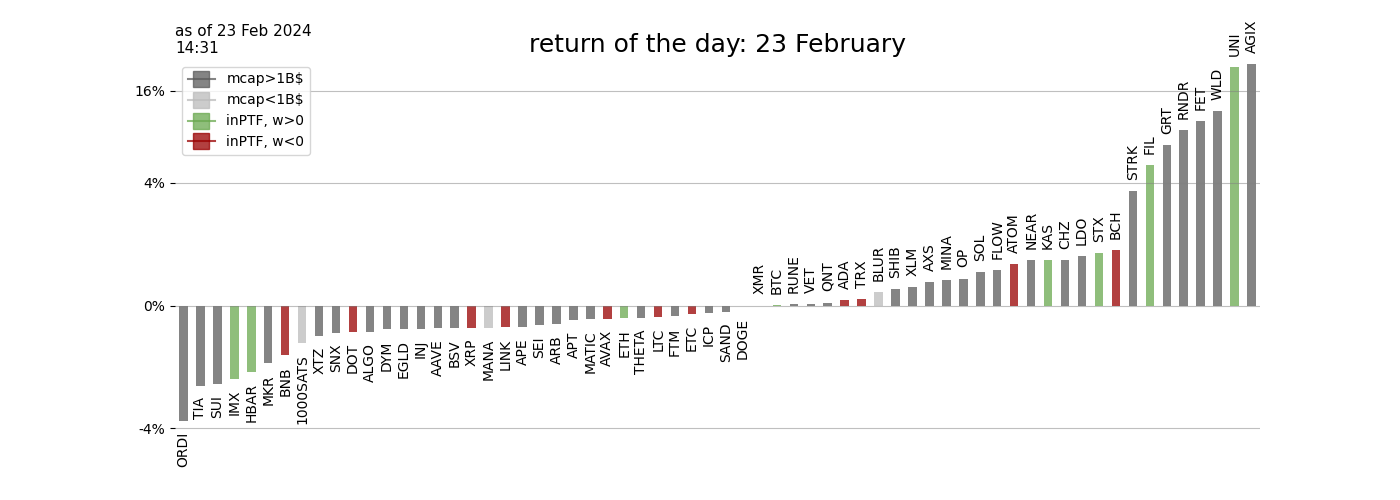 as of 23 Feb 2024
14:31
return of the day: 23 February
mcap>1B$
mcap<1B$
inPTF, w>0
inPTF, w<0
16%
4%
0%
-4%
ORDI
TIA
SUI
IMX
HBAR
MKR
BNB
1000SATS
XTZ
SNX
DOT
ALGO
DYM
EGLD
INJ
AAVE
BSV
XRP
MANA
LINK
APE
SEI
ARB
APT
MATIC
AVAX
ETH
THETA
LTC
FTM
ETC
ICP
SAND
DOGE
XMR
BTC
RUNE
VET
QNT
ADA
TRX
BLUR
SHIB
XLM
AXS
MINA
OP
SOL
FLOW
ATOM
NEAR
KAS
CHZ
LDO
STX
BCH
STRK
FIL
GRT
RNDR
FET
WLD
UNI
AGIX